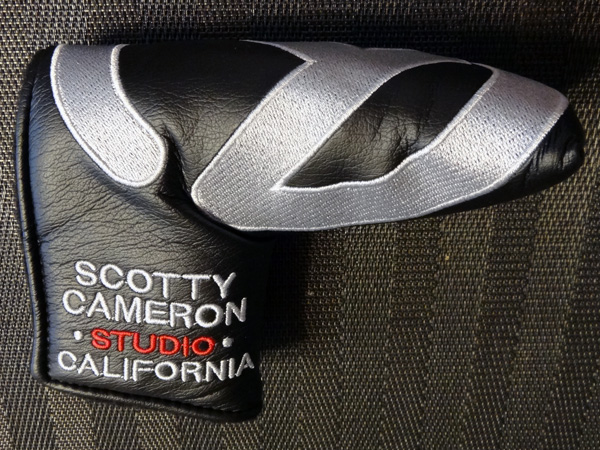 SCOTTY
CAMERON
· STUDIO ·
CALIFORNIA